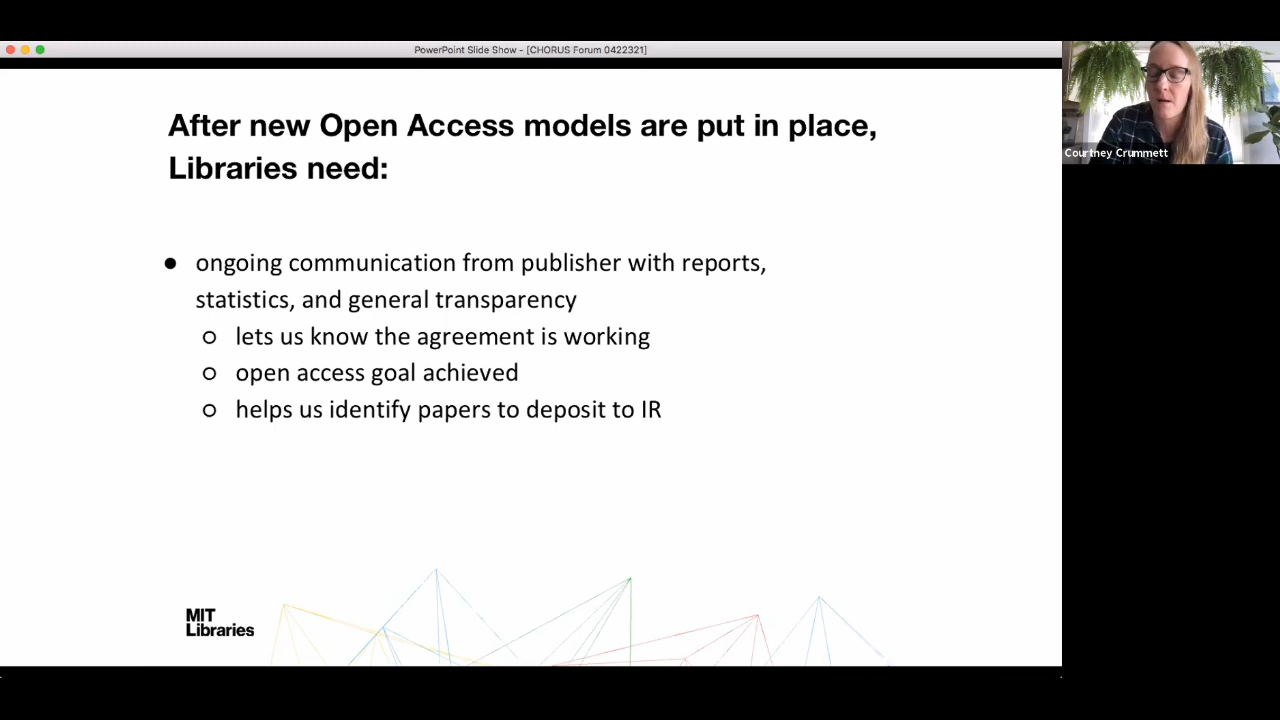 PowerPoint Slide Show - [CHORUS Forum 0422321]
After new Open Access models are put in place,
Libraries need:
● ongoing communication from publisher with reports,
statistics, and general transparency
○ lets us know the agreement is working
○ open access goal achieved
○ helps us identify papers to deposit to IR
MIT
Libraries
Courtney Crummett